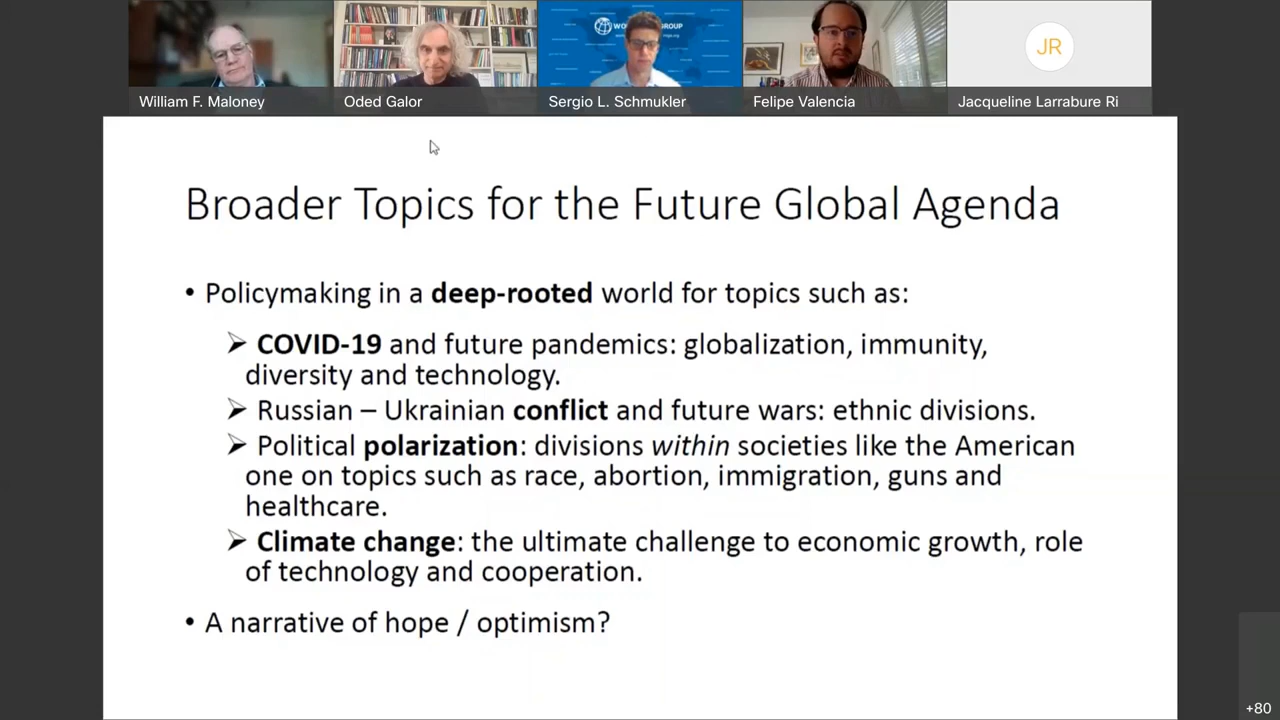 William F. Maloney
Oded Galor
Sergio L. Schmukler
Felipe Valencia
JR
Jacqueline Larrabure Ri
Broader Topics for the Future Global Agenda
• Policymaking in a deep-rooted world for topics such as:
➢ COVID-19 and future pandemics: globalization, immunity,
diversity and technology.
➢ Russian – Ukrainian conflict and future wars: ethnic divisions.
➢ Political polarization: divisions within societies like the American
one on topics such as race, abortion, immigration, guns and
healthcare.
➢ Climate change: the ultimate challenge to economic growth, role
of technology and cooperation.
• A narrative of hope / optimism?
+80